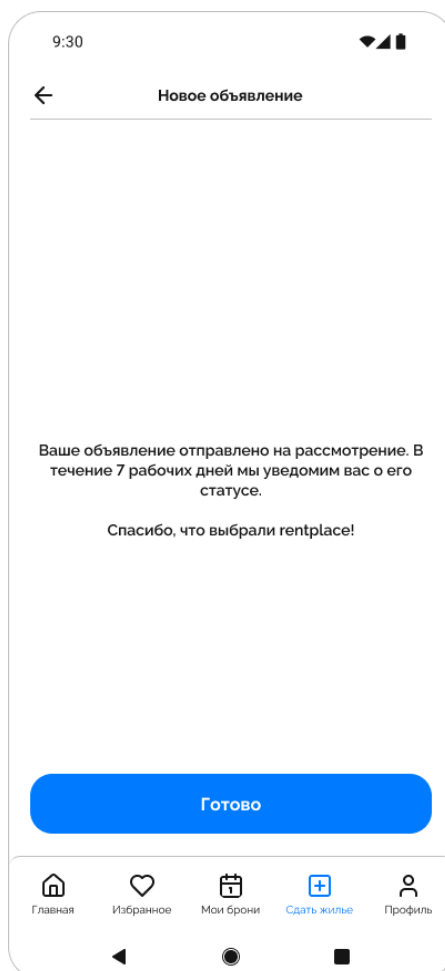 9:30
Новое объявление
Ваше объявление отправлено на рассмотрение. В
течение 7 рабочих дней мы уведомим вас о его
статусе.
Спасибо, что выбрали rentplace!
Готово
1
Главная Избранное Мои брони Сдать жилье Профиль